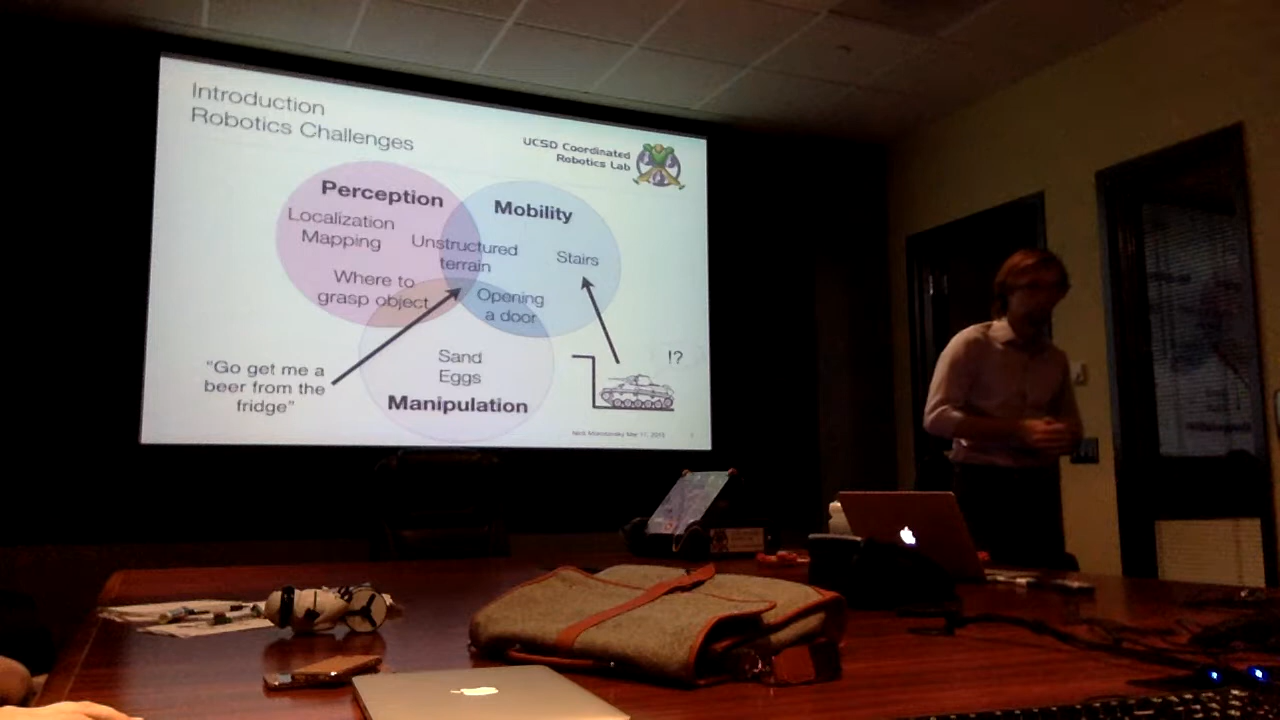 Introduction
Robotics Challenges
UCSD Coordinated
Robotics Lab
Perception
Localization
Mapping
Mobility
Unstructured
terrain
Stairs
Where to
grasp object
Opening
a door
"Go get me a
beer from the
fridge"
Sand
Eggs
Manipulation
!?